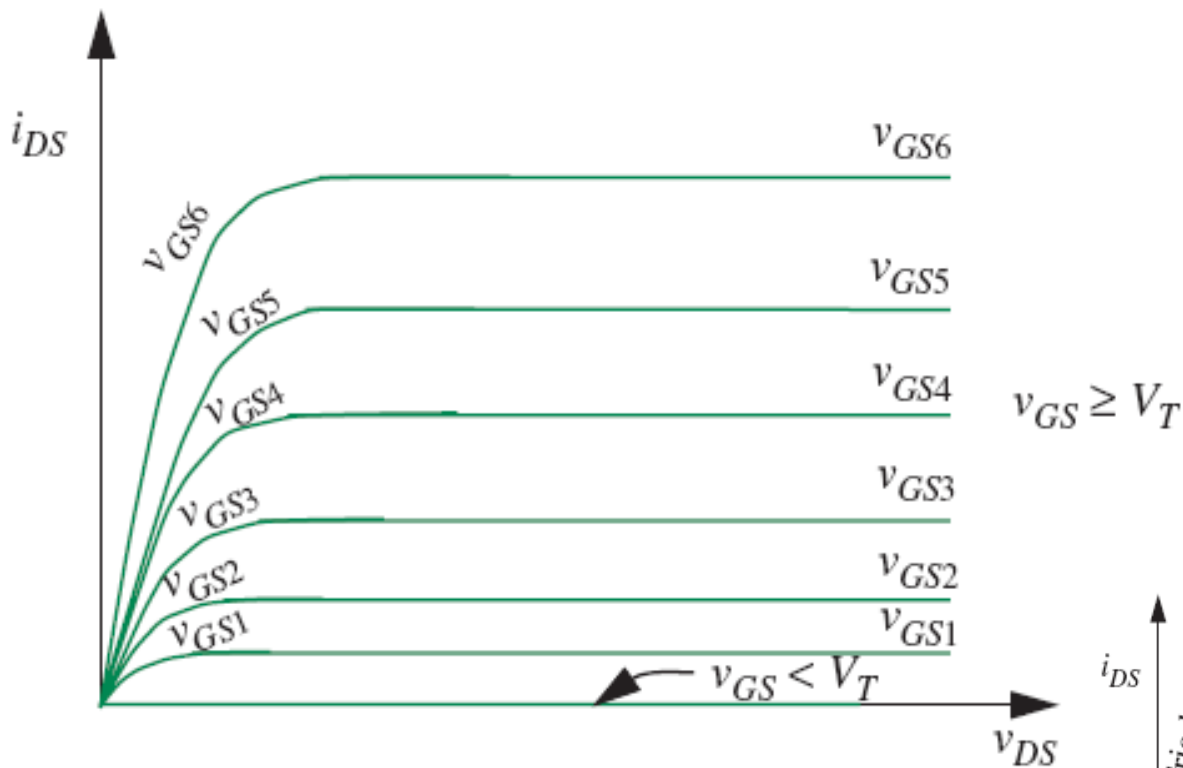 i_DS
v_GS6
v_GS6
v_GS5
v_GS5
v_GS4
v_GS4
v_GS ≥ V_T
v_GS3
v_GS3
v_GS2
v_GS2
v_GS1
v_GS1
v_GS < V_T
v_DS
i_DS